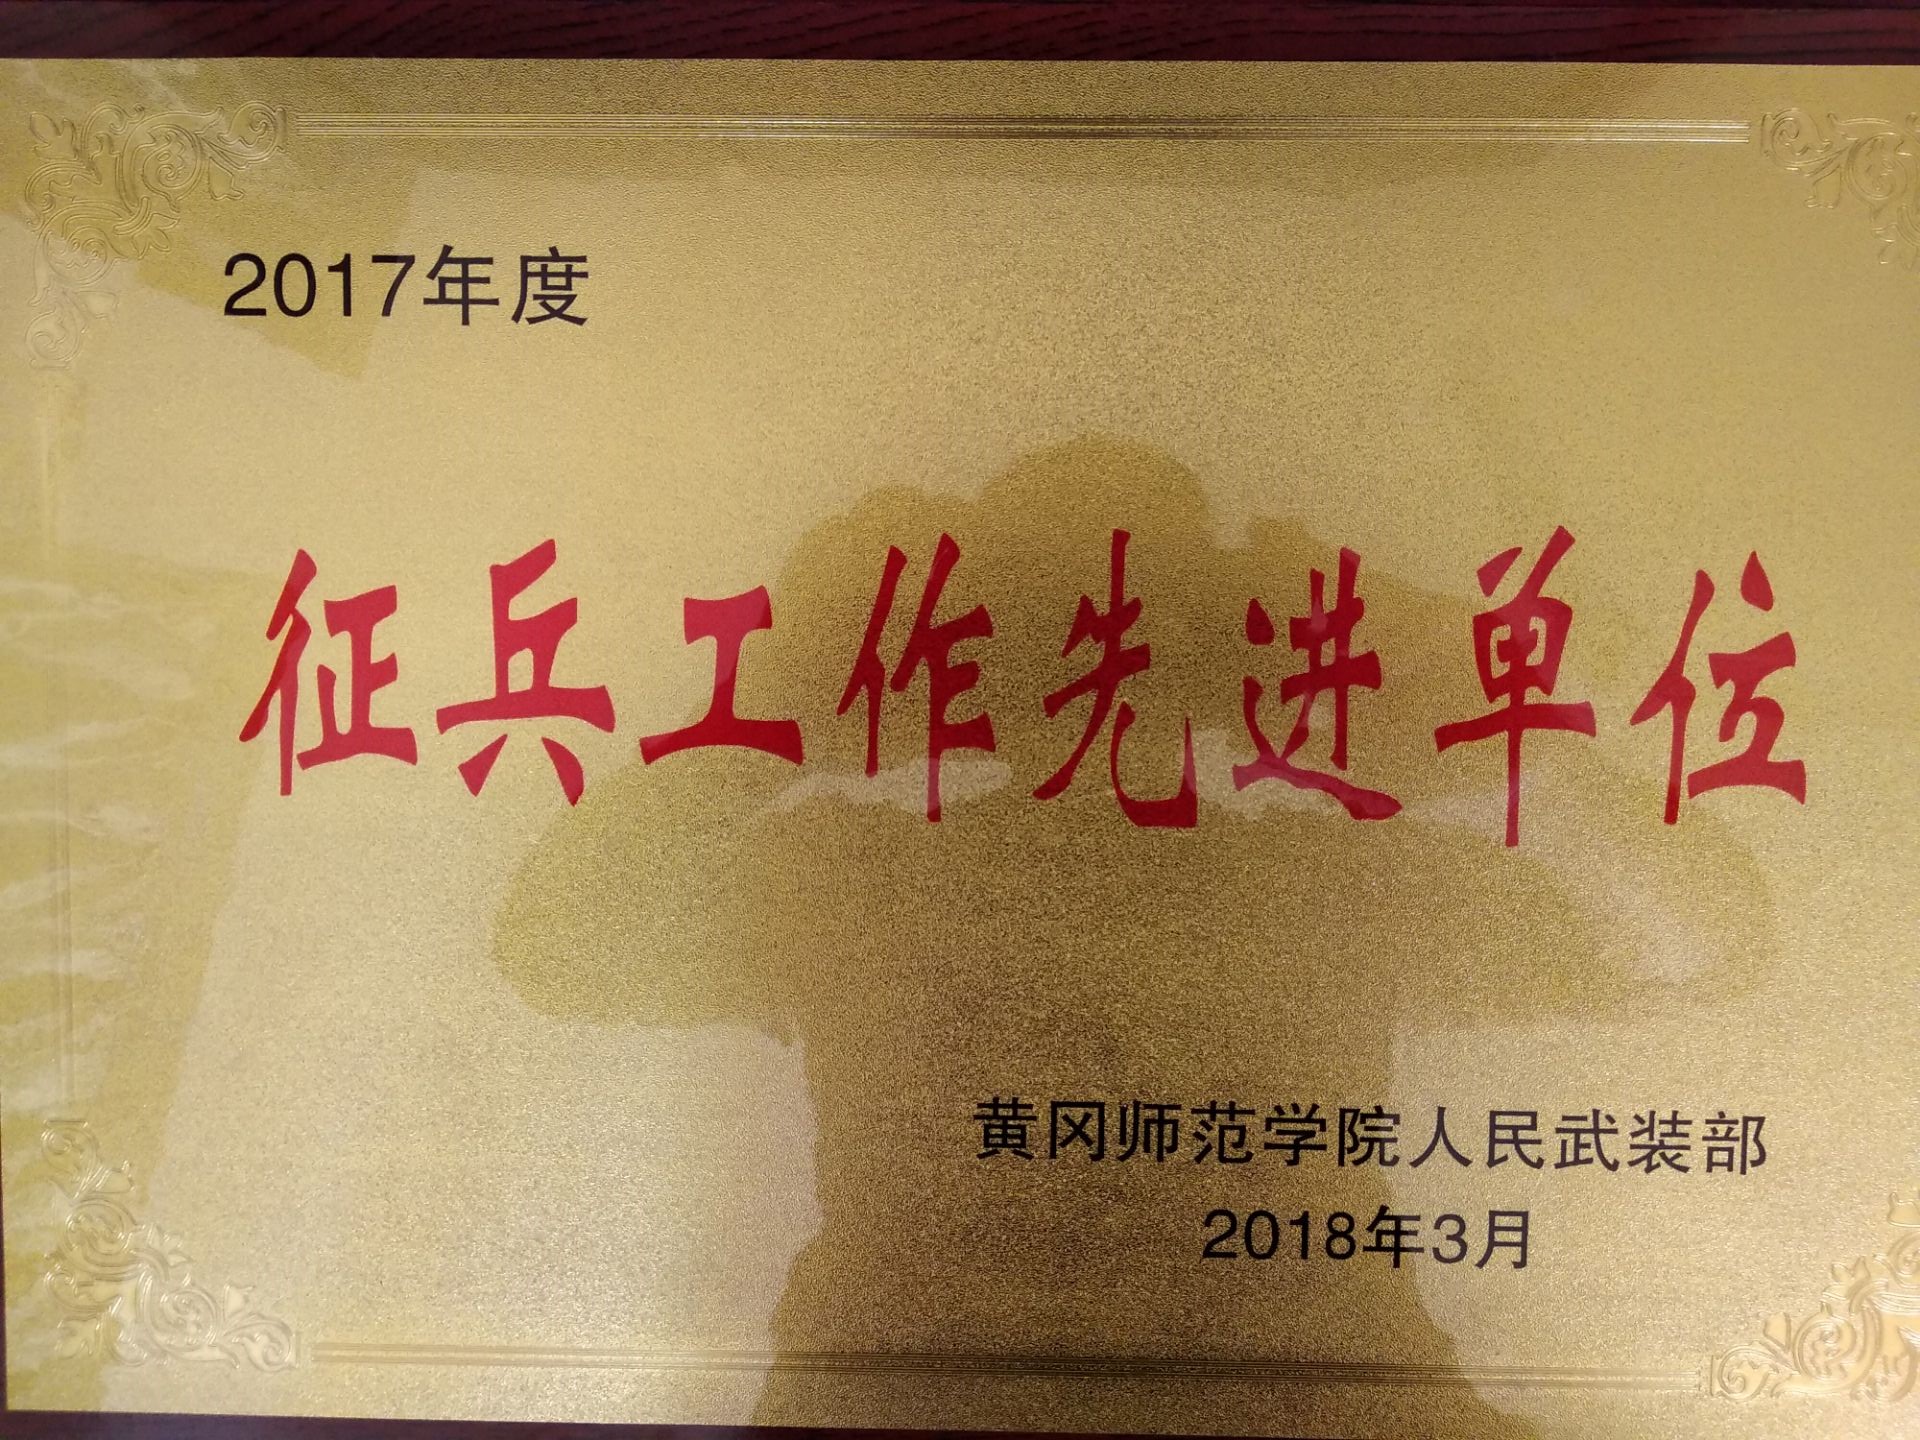 2017年度
征兵工作先进单位
黄冈师范学院人民武装部
2018年3月